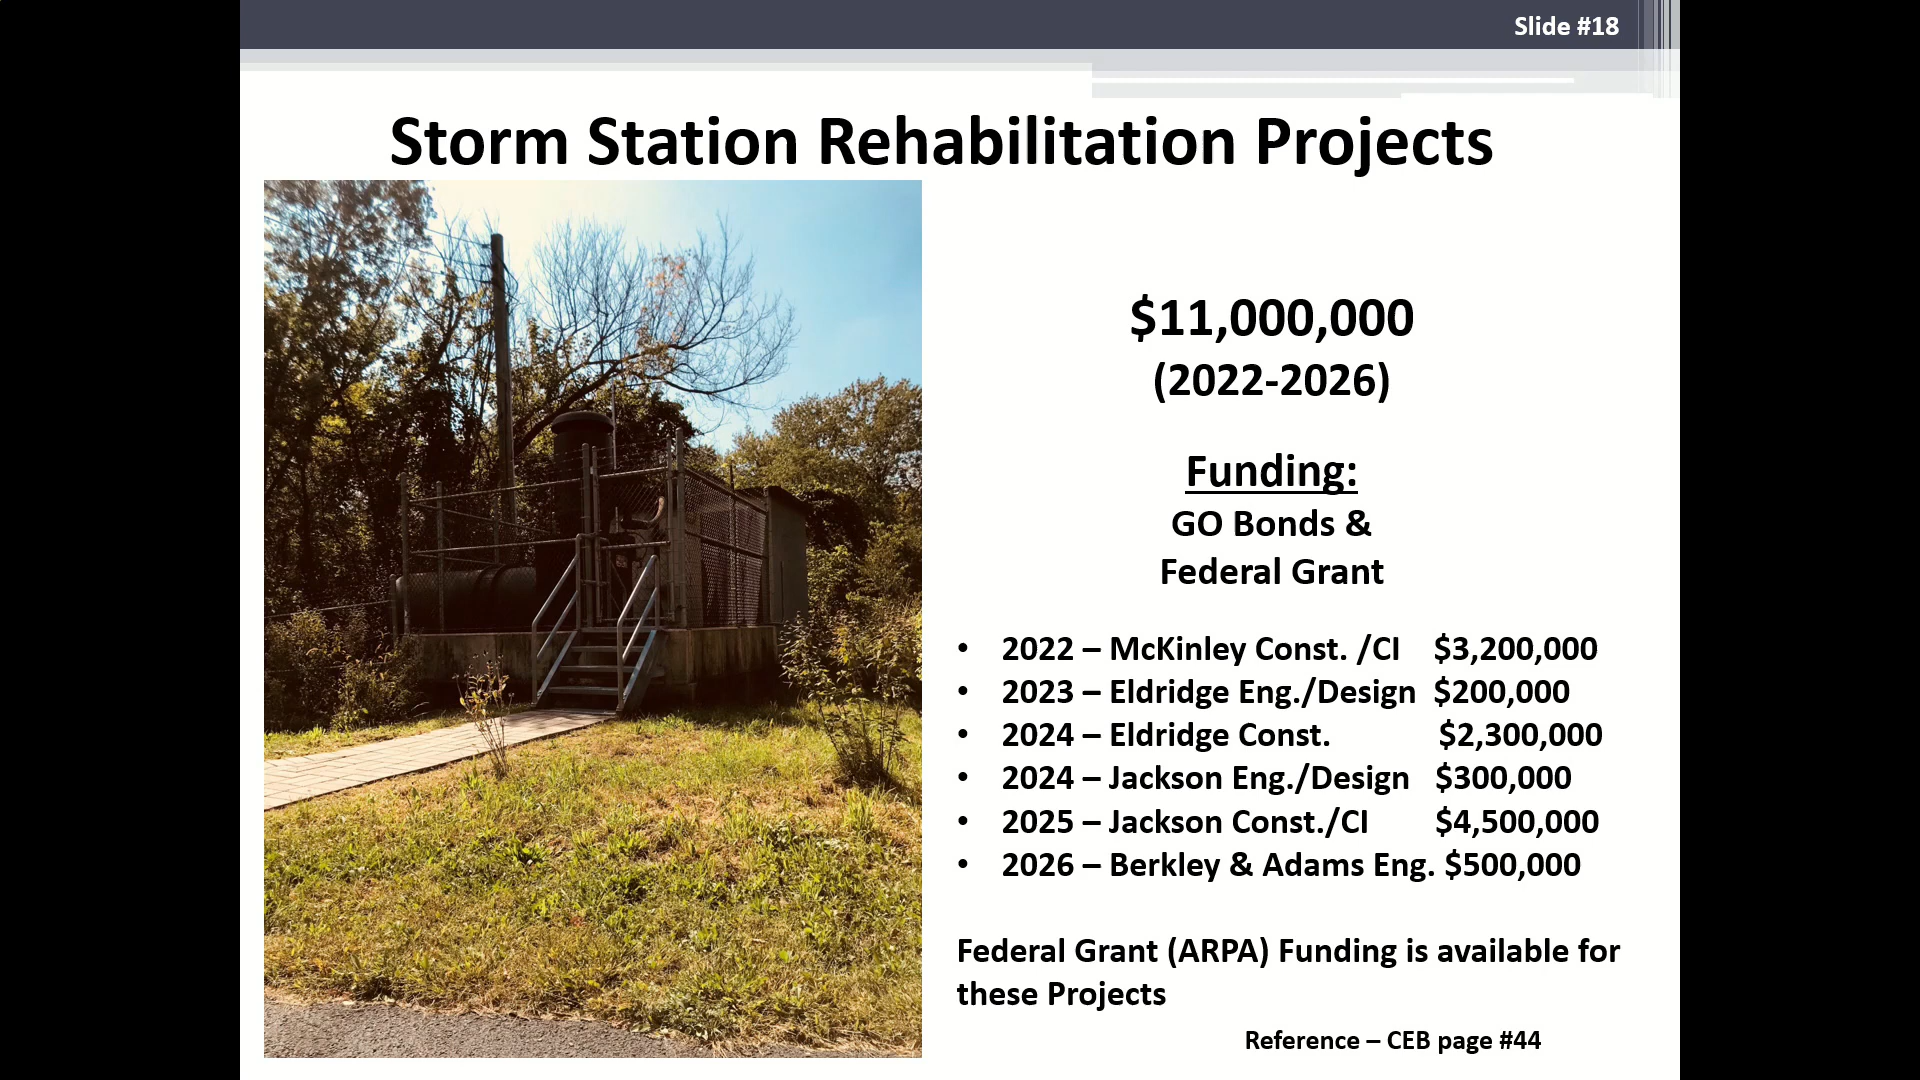 Slide #18
Storm Station Rehabilitation Projects
$11,000,000
(2022-2026)
Funding:
GO Bonds &
Federal Grant
• 2022 – McKinley Const. /CI $3,200,000
• 2023 – Eldridge Eng./Design $200,000
• 2024 – Eldridge Const. $2,300,000
• 2024 – Jackson Eng./Design $300,000
• 2025 – Jackson Const./CI $4,500,000
• 2026 – Berkley & Adams Eng. $500,000
Federal Grant (ARPA) Funding is available for
these Projects
Reference – CEB page #44